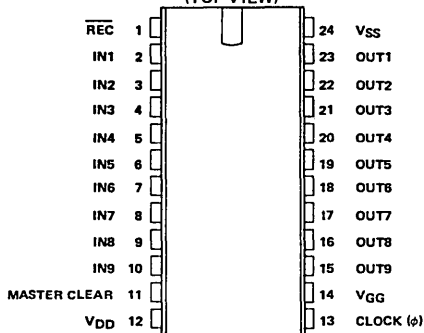 (TOP VIEW)
REC 1 24 VSS
IN1 2 23 OUT1
IN2 3 22 OUT2
IN3 4 21 OUT3
IN4 5 20 OUT4
IN5 6 19 OUT5
IN6 7 18 OUT6
IN7 8 17 OUT7
IN8 9 16 OUT8
IN9 10 15 OUT9
MASTER CLEAR 11 14 VGG
VDD 12 13 CLOCK (φ)